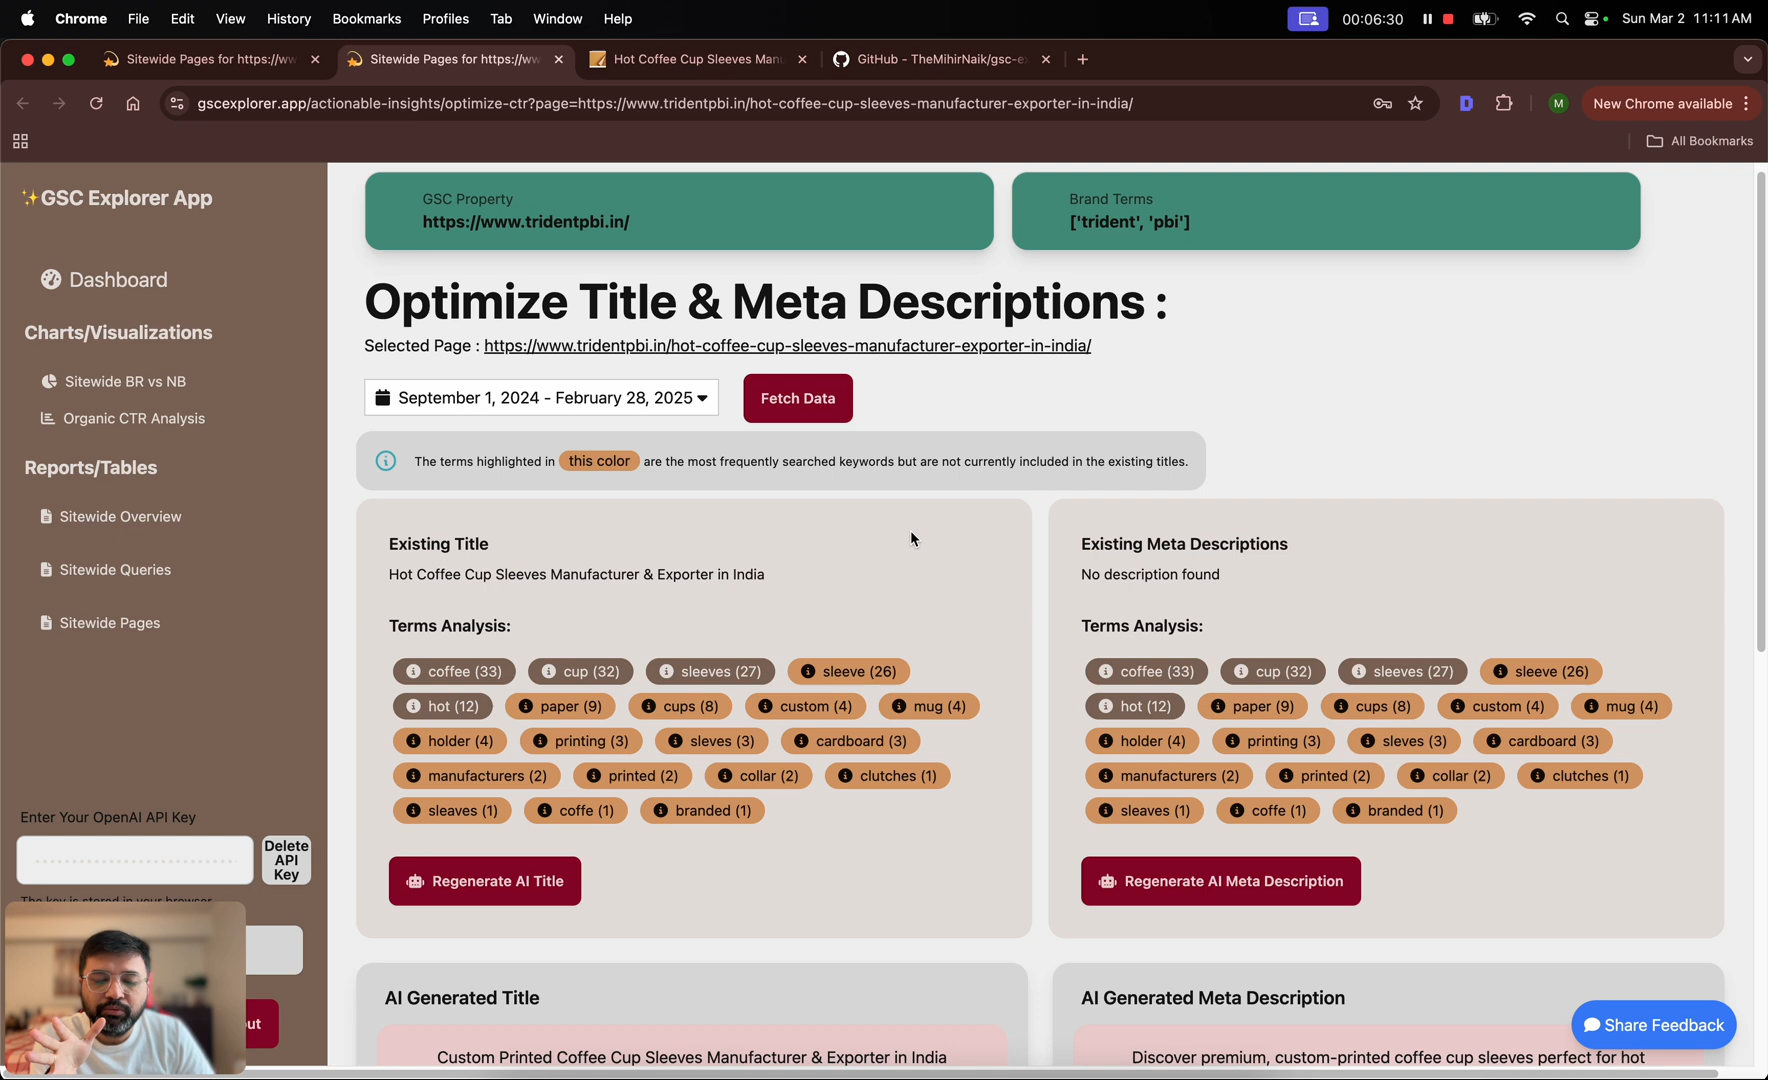 Chrome File Edit View History Bookmarks Profiles Tab Window Help 00:06:30 Sun Mar 2 11:11 AM
Sitewide Pages for https://ww Sitewide Pages for https://ww Hot Coffee Cup Sleeves Man GitHub - TheMihirNaik/gsc-e
gscexplorer.app/actionable-insights/optimize-ctr?page=https://www.tridentpbi.in/hot-coffee-cup-sleeves-manufacturer-exporter-in-india/ D M New Chrome available
All Bookmarks
✨GSC Explorer App
Dashboard
Charts/Visualizations
Sitewide BR vs NB
Organic CTR Analysis
Reports/Tables
Sitewide Overview
Sitewide Queries
Sitewide Pages
Enter Your OpenAI API Key
Delete
API
Key
The key is stored in your browser
out
GSC Property
https://www.tridentpbi.in/
Brand Terms
['trident', 'pbi']
Optimize Title & Meta Descriptions :
Selected Page : https://www.tridentpbi.in/hot-coffee-cup-sleeves-manufacturer-exporter-in-india/
September 1, 2024 - February 28, 2025
Fetch Data
The terms highlighted in this color are the most frequently searched keywords but are not currently included in the existing titles.
Existing Title
Hot Coffee Cup Sleeves Manufacturer & Exporter in India
Terms Analysis:
coffee (33) cup (32) sleeves (27) sleeve (26)
hot (12) paper (9) cups (8) custom (4) mug (4)
holder (4) printing (3) sleves (3) cardboard (3)
manufacturers (2) printed (2) collar (2) clutches (1)
sleaves (1) coffe (1) branded (1)
Regenerate AI Title
Existing Meta Descriptions
No description found
Terms Analysis:
coffee (33) cup (32) sleeves (27) sleeve (26)
hot (12) paper (9) cups (8) custom (4) mug (4)
holder (4) printing (3) sleves (3) cardboard (3)
manufacturers (2) printed (2) collar (2) clutches (1)
sleaves (1) coffe (1) branded (1)
Regenerate AI Meta Description
AI Generated Title
Custom Printed Coffee Cup Sleeves Manufacturer & Exporter in India
AI Generated Meta Description
Discover premium, custom-printed coffee cup sleeves perfect for hot
Share Feedback